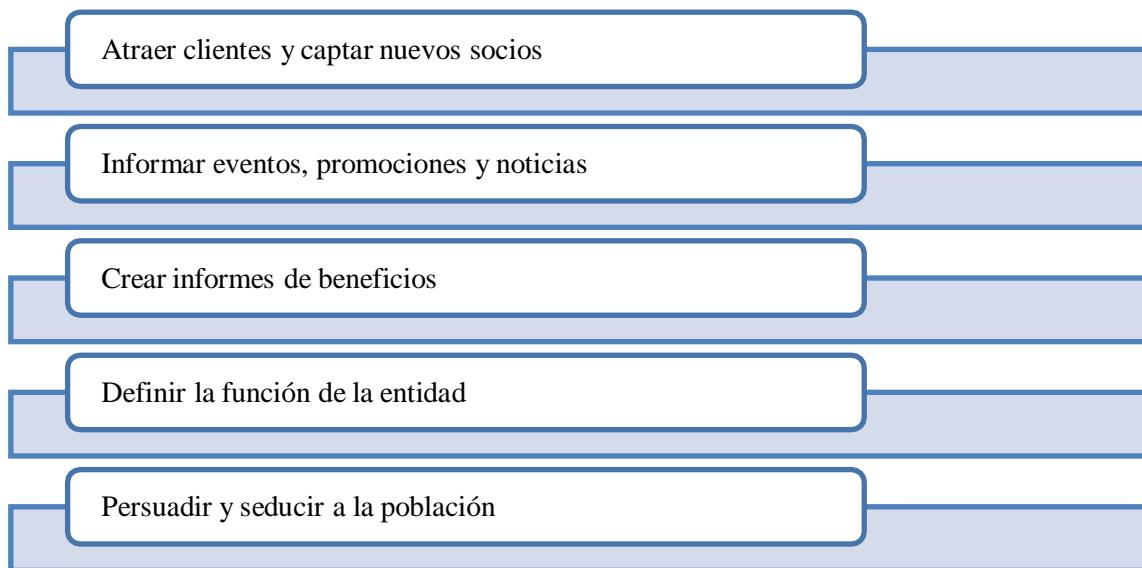 Atraer clientes y captar nuevos socios
Informar eventos, promociones y noticias
Crear informes de beneficios
Definir la función de la entidad
Persuadir y seducir a la población